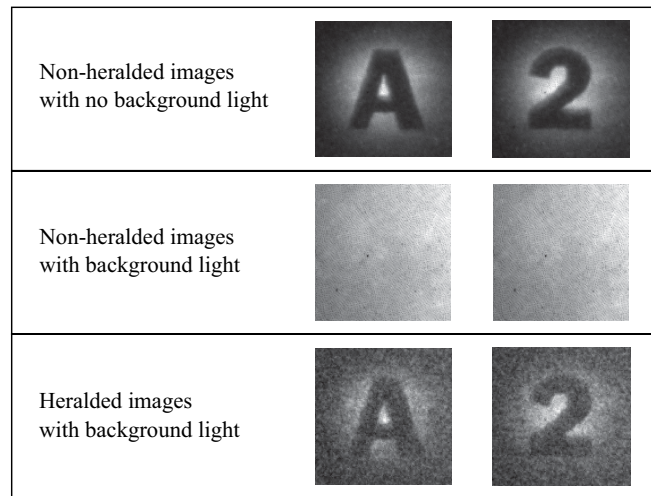 Non-heralded images
with no background light
A 2
Non-heralded images
with background light
Heralded images
with background light
A 2